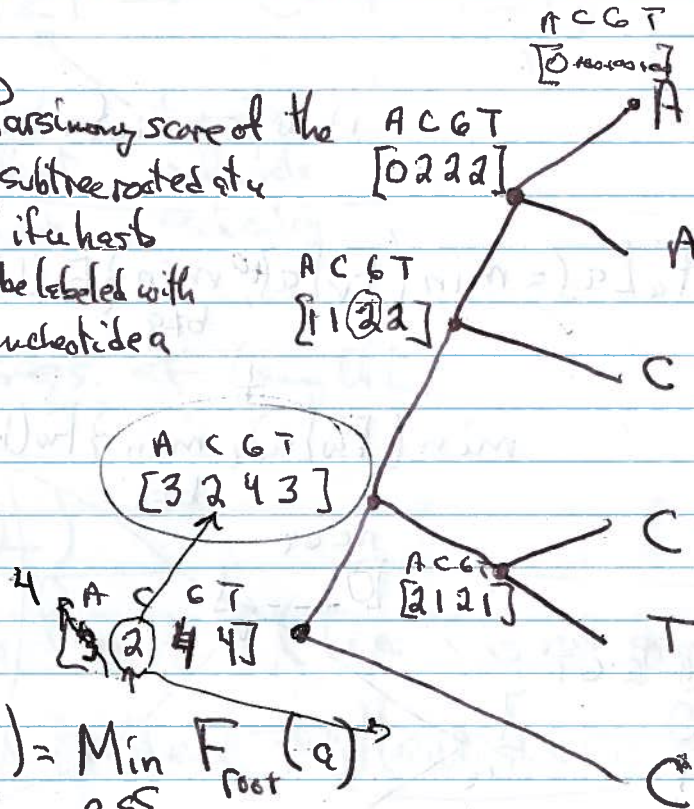 A C G T
[0 ∞ ∞ ∞]
A
Parsimony score of the
A C G T
subtree rooted at u
[0 2 2 2]
if u has to
A
be labeled with
A C G T
nucleotide a
[1 1 2 2]
C
A C G T
[3 2 4 3]
C
A C G T
[2 1 2 1]
4
A C G T
T
2 4 4]
) = Min F root (a)
C